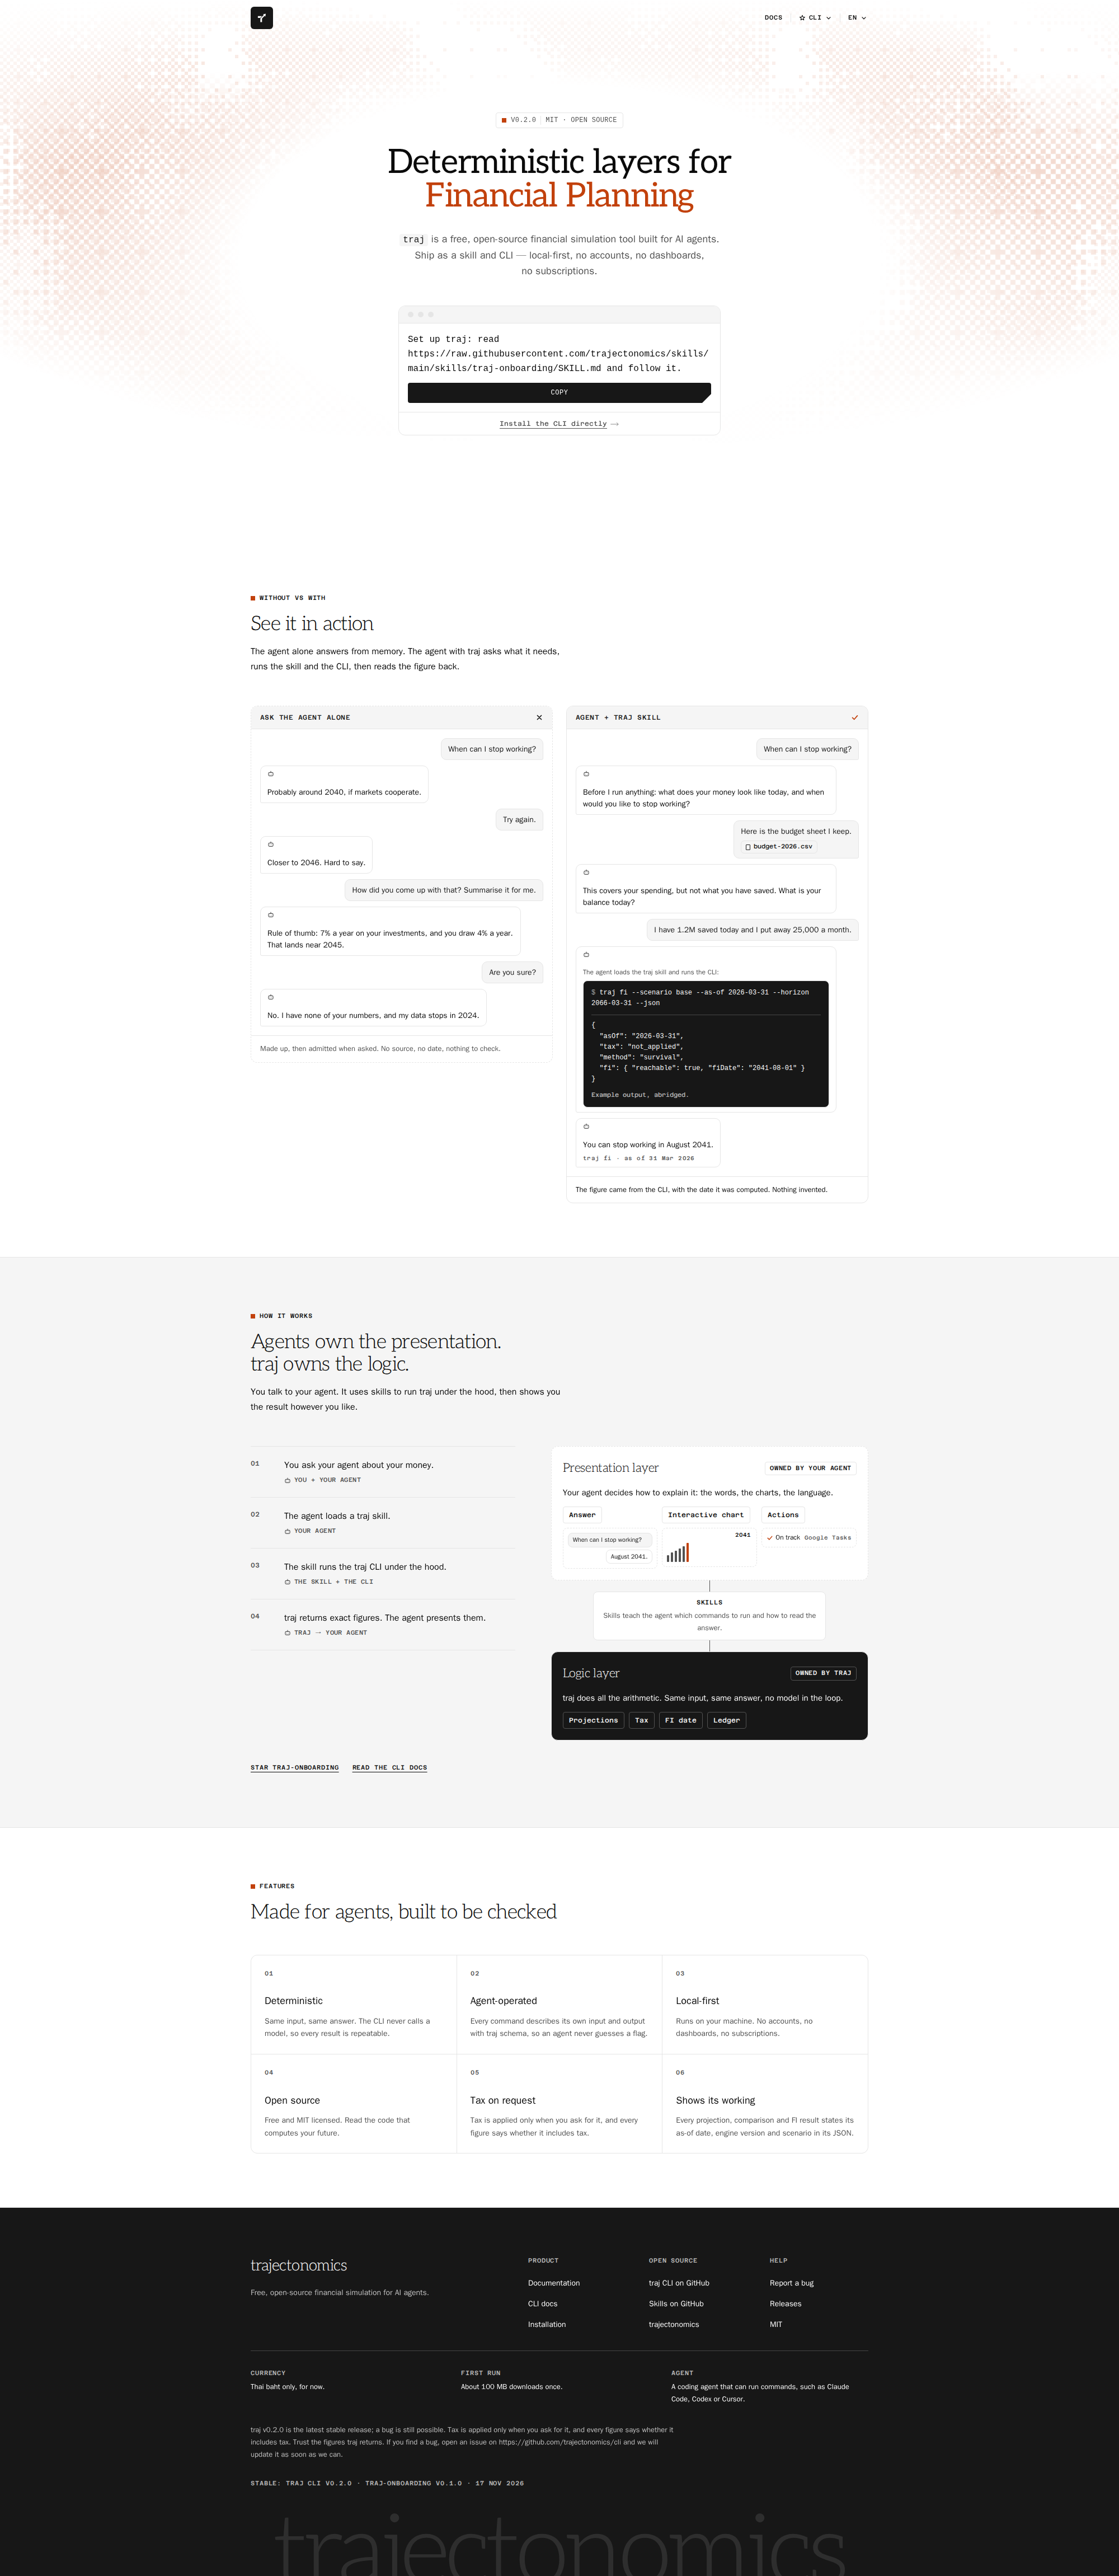 DOCS
CLI
EN
V0.2.0
MIT · OPEN SOURCE
Deterministic layers for
Financial Planning
traj is a free, open-source financial simulation tool built for AI agents.
Ship as a skill and CLI — local-first, no accounts, no dashboards,
no subscriptions.
Set up traj: read
https://raw.githubusercontent.com/trajectonomics/skills/
main/skills/traj-onboarding/SKILL.md and follow it.
COPY
Install the CLI directly →
WITHOUT VS WITH
See it in action
The agent alone answers from memory. The agent with traj asks what it needs,
runs the skill and the CLI, then reads the figure back.
ASK THE AGENT ALONE
When can I stop working?
Probably around 2040, if markets cooperate.
Try again.
Closer to 2046. Hard to say.
How did you come up with that? Summarise it for me.
Rule of thumb: 7% a year on your investments, and you draw 4% a year.
That lands near 2045.
Are you sure?
No. I have none of your numbers, and my data stops in 2024.
Made up, then admitted when asked. No source, no date, nothing to check.
AGENT + TRAJ SKILL
When can I stop working?
Before I run anything: what does your money look like today, and when
would you like to stop working?
Here is the budget sheet I keep.
budget-2026.csv
This covers your spending, but not what you have saved. What is your
balance today?
I have 1.2M saved today and I put away 25,000 a month.
The agent loads the traj skill and runs the CLI:
$ traj fi --scenario base --as-of 2026-03-31 --horizon
2066-03-31 --json
{
"asOf": "2026-03-31",
"tax": "not_applied",
"method": "survival",
"fi": { "reachable": true, "fiDate": "2041-08-01" }
}
Example output, abridged.
You can stop working in August 2041.
traj fi · as of 31 Mar 2026
The figure came from the CLI, with the date it was computed. Nothing invented.
HOW IT WORKS
Agents own the presentation.
traj owns the logic.
You talk to your agent. It uses skills to run traj under the hood, then shows you
the result however you like.
01
You ask your agent about your money.
YOU + YOUR AGENT
02
The agent loads a traj skill.
YOUR AGENT
03
The skill runs the traj CLI under the hood.
THE SKILL + THE CLI
04
traj returns exact figures. The agent presents them.
TRAJ → YOUR AGENT
Presentation layer
OWNED BY YOUR AGENT
Your agent decides how to explain it: the words, the charts, the language.
Answer
When can I stop working?
August 2041.
Interactive chart
2041
Actions
On track Google Tasks
SKILLS
Skills teach the agent which commands to run and how to read the
answer.
Logic layer
OWNED BY TRAJ
traj does all the arithmetic. Same input, same answer, no model in the loop.
Projections
Tax
FI date
Ledger
STAR TRAJ-ONBOARDING
READ THE CLI DOCS
FEATURES
Made for agents, built to be checked
01
Deterministic
Same input, same answer. The CLI never calls a
model, so every result is repeatable.
02
Agent-operated
Every command describes its own input and output
with traj schema, so an agent never guesses a flag.
03
Local-first
Runs on your machine. No accounts, no
dashboards, no subscriptions.
04
Open source
Free and MIT licensed. Read the code that
computes your future.
05
Tax on request
Tax is applied only when you ask for it, and every
figure says whether it includes tax.
06
Shows its working
Every projection, comparison and FI result states its
as-of date, engine version and scenario in its JSON.
trajectonomics
Free, open-source financial simulation for AI agents.
PRODUCT
Documentation
CLI docs
Installation
OPEN SOURCE
traj CLI on GitHub
Skills on GitHub
trajectonomics
HELP
Report a bug
Releases
MIT
CURRENCY
Thai baht only, for now.
FIRST RUN
About 100 MB downloads once.
AGENT
A coding agent that can run commands, such as Claude
Code, Codex or Cursor.
traj v0.2.0 is the latest stable release; a bug is still possible. Tax is applied only when you ask for it, and every figure says whether it
includes tax. Trust the figures traj returns. If you find a bug, open an issue on https://github.com/trajectonomics/cli and we will
update it as soon as we can.
STABLE: TRAJ CLI V0.2.0 · TRAJ-ONBOARDING V0.1.0 · 17 NOV 2026
trajectonomics